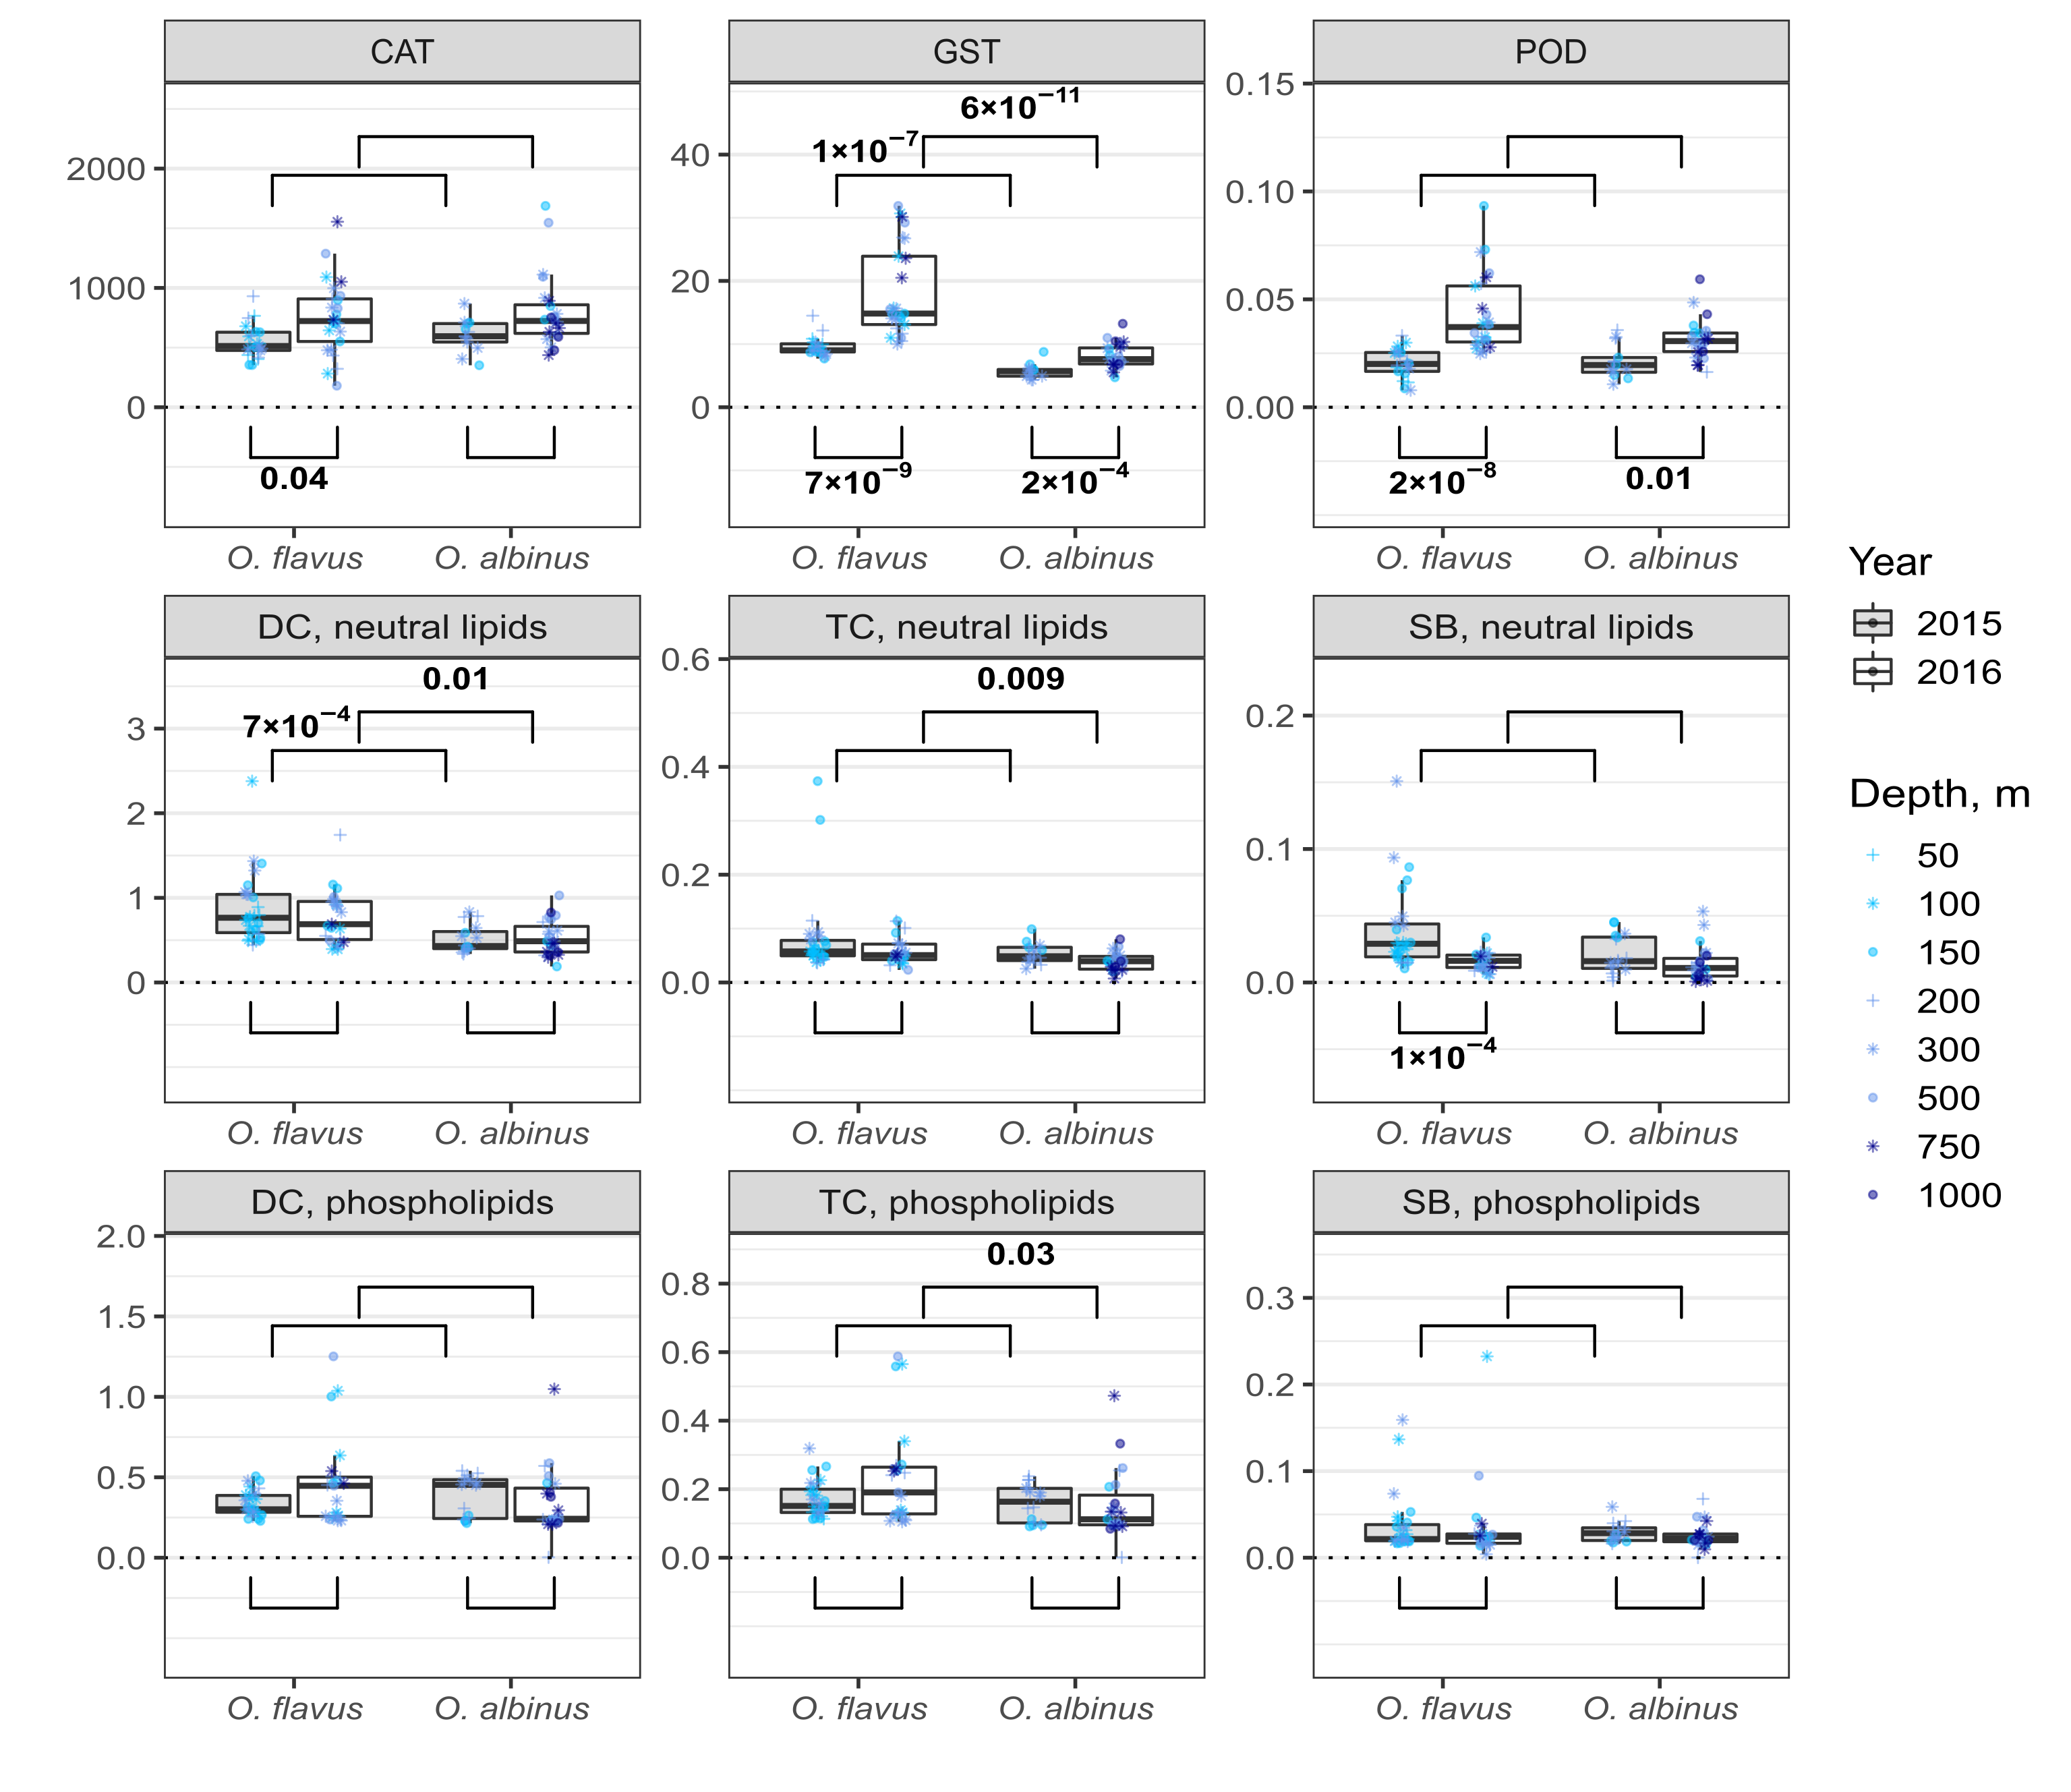 CAT
GST
POD
2000
1000
0
0.04
O. flavus
O. albinus
40
20
0
1×10⁻⁷
6×10⁻¹¹
7×10⁻⁹
2×10⁻⁴
O. flavus
O. albinus
0.15
0.10
0.05
0.00
2×10⁻⁸
0.01
O. flavus
O. albinus
DC, neutral lipids
TC, neutral lipids
SB, neutral lipids
3
2
1
0
7×10⁻⁴
0.01
O. flavus
O. albinus
0.6
0.4
0.2
0.0
0.009
O. flavus
O. albinus
0.2
0.1
0.0
1×10⁻⁴
O. flavus
O. albinus
DC, phospholipids
TC, phospholipids
SB, phospholipids
2.0
1.5
1.0
0.5
0.0
O. flavus
O. albinus
0.8
0.6
0.4
0.2
0.0
0.03
O. flavus
O. albinus
0.3
0.2
0.1
0.0
O. flavus
O. albinus
Year
2015
2016
Depth, m
50
100
150
200
300
500
750
1000